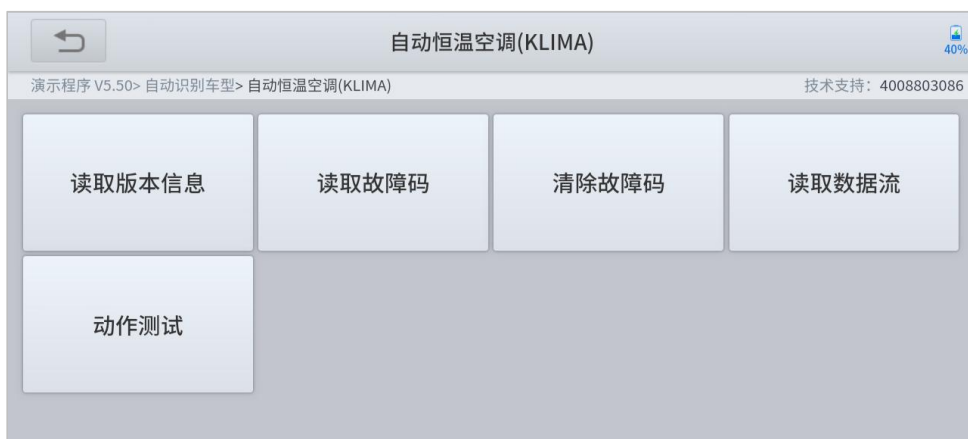 自动恒温空调(KLIMA)
40%
演示程序 V5.50> 自动识别车型> 自动恒温空调(KLIMA)
技术支持：4008803086
读取版本信息
读取故障码
清除故障码
读取数据流
动作测试